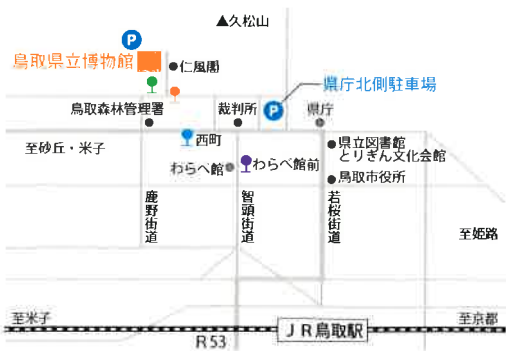 ▲久松山
P
鳥取県立博物館
仁風閣
県庁北側駐車場
P
鳥取森林管理署
裁判所
県庁
西町
至砂丘・米子
県立図書館
とりぎん文化会館
わらべ館
わらべ館前
鳥取市役所
鹿野街道
智頭街道
若桜街道
至姫路
至米子
至京都
JR鳥取駅
R53